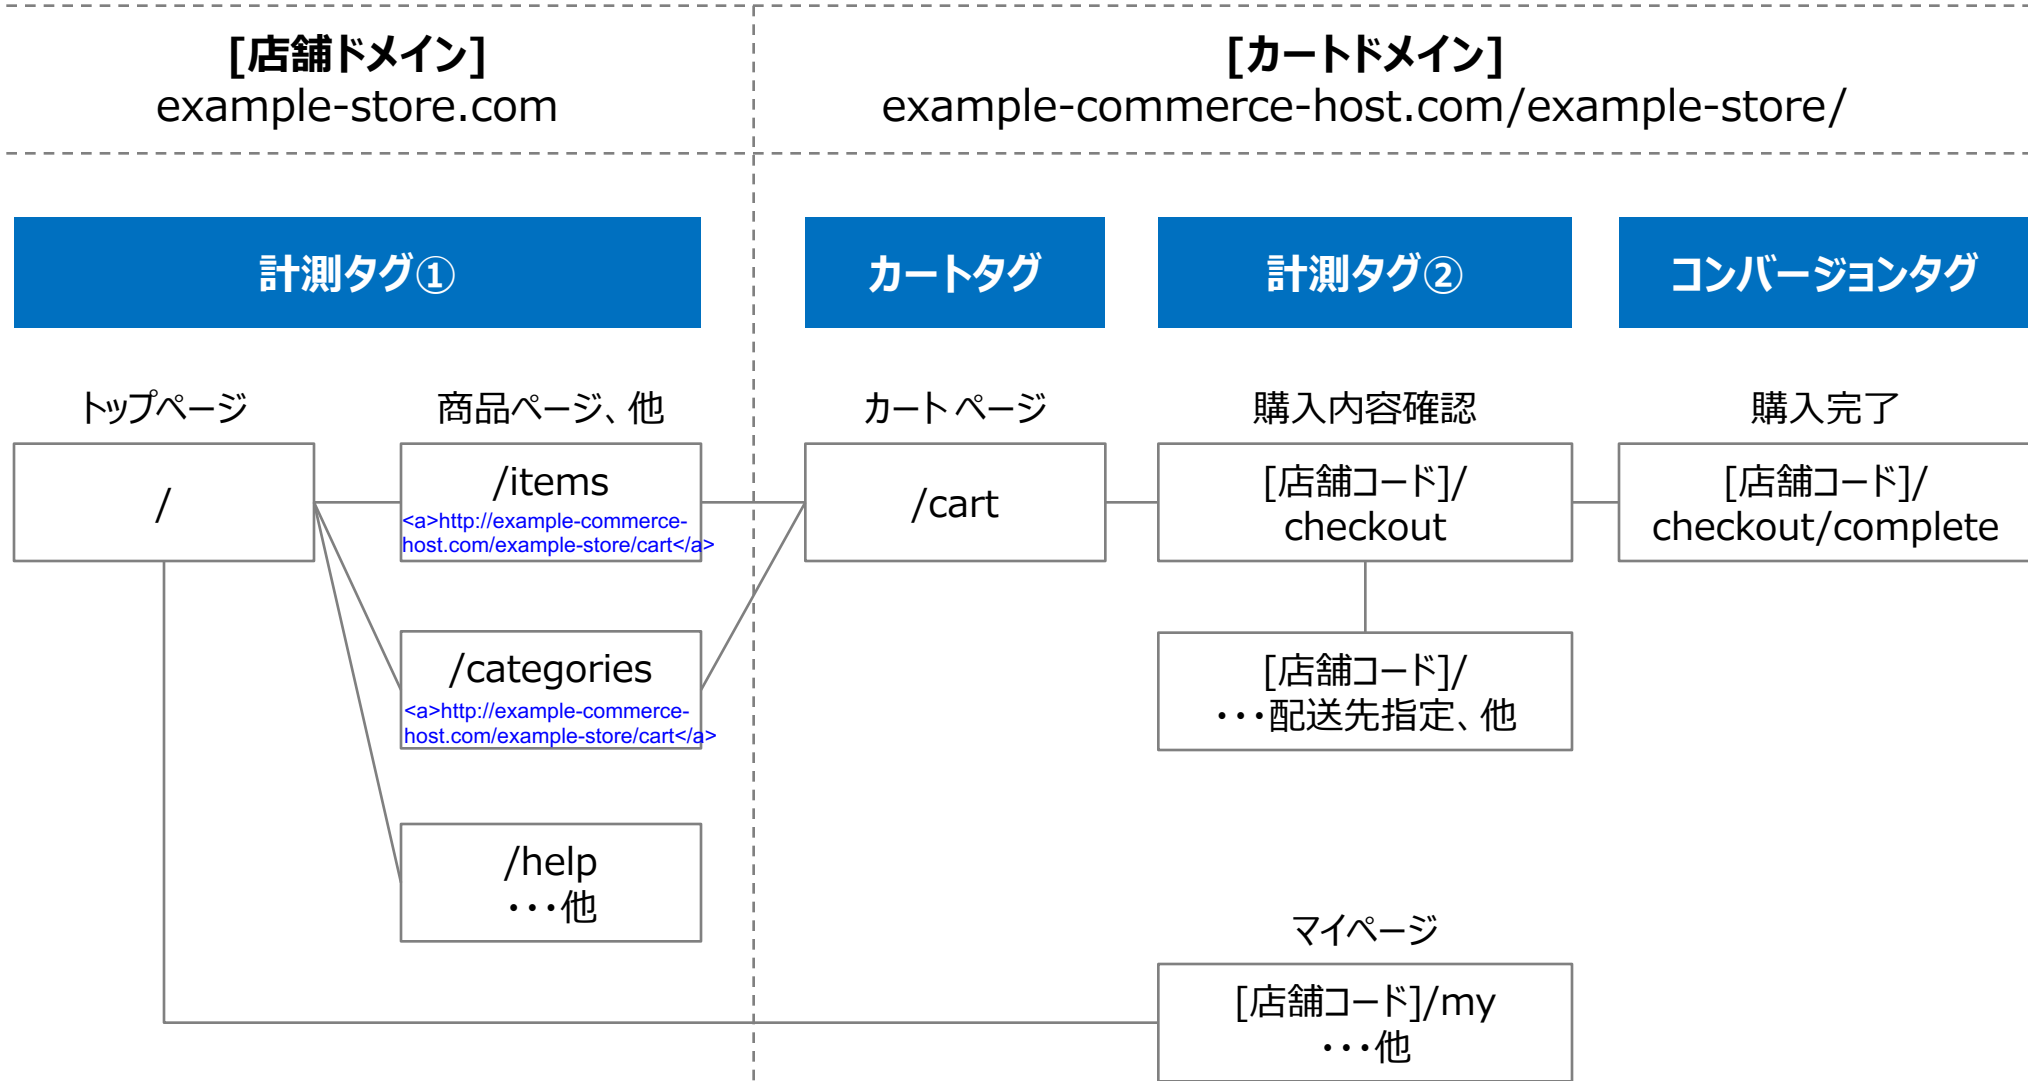 [店舗ドメイン]
example-store.com
[カートドメイン]
example-commerce-host.com/example-store/
計測タグ①
カートタグ
計測タグ②
コンバージョンタグ
トップページ
商品ページ、他
カートページ
購入内容確認
購入完了
/
/items
<a>http://example-commerce-
host.com/example-store/cart</a>
/cart
[店舗コード]/
checkout
[店舗コード]/
checkout/complete
/categories
<a>http://example-commerce-
host.com/example-store/cart</a>
[店舗コード]/
・・・配送先指定、他
/help
・・・他
マイページ
[店舗コード]/my
・・・他